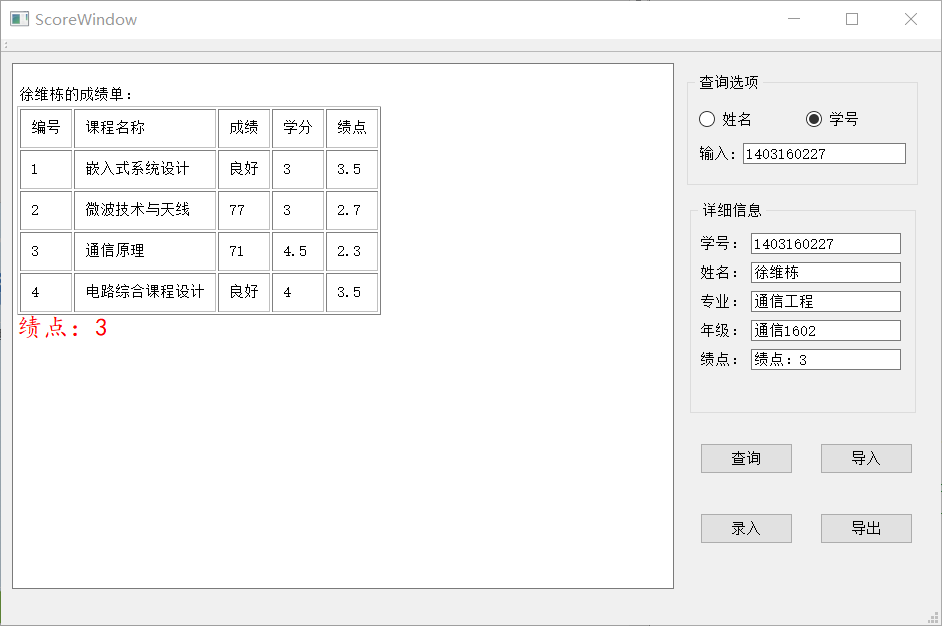 ScoreWindow
徐维栋的成绩单：
编号 课程名称 成绩 学分 绩点
1 嵌入式系统设计 良好 3 3.5
2 微波技术与天线 77 3 2.7
3 通信原理 71 4.5 2.3
4 电路综合课程设计 良好 4 3.5
绩点：3
查询选项
姓名 学号
输入：1403160227
详细信息
学号：1403160227
姓名：徐维栋
专业：通信工程
年级：通信1602
绩点：绩点：3
查询 导入
录入 导出